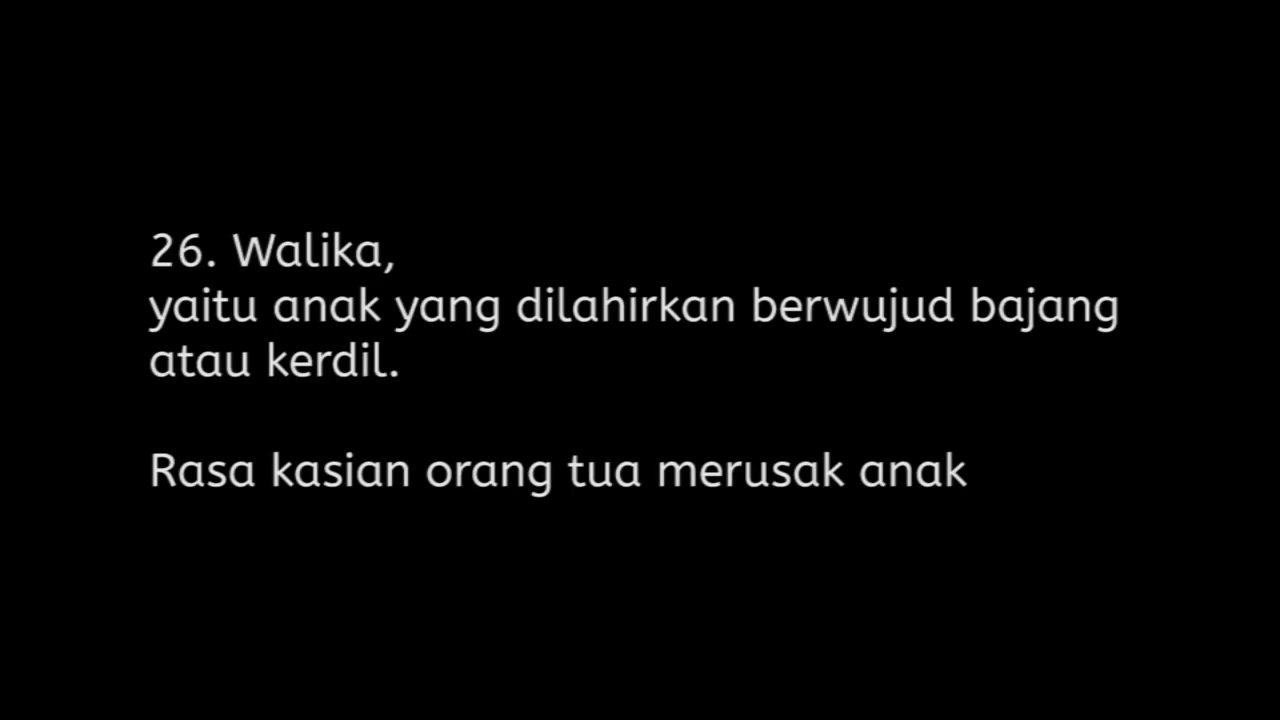 26. Walika,
yaitu anak yang dilahirkan berwujud bajang
atau kerdil.
Rasa kasian orang tua merusak anak